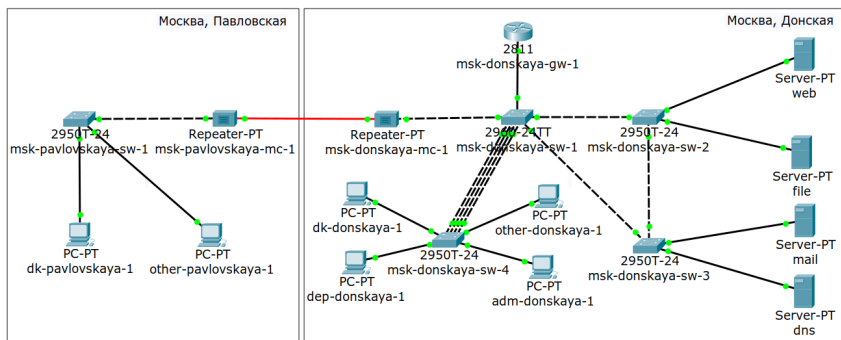 Москва, Павловская
2950T-24
msk-pavlovskaya-sw-1
Repeater-PT
msk-pavlovskaya-mc-1
PC-PT
dk-pavlovskaya-1
PC-PT
other-pavlovskaya-1
Москва, Донская
2811
msk-donskaya-gw-1
Server-PT
web
Repeater-PT
msk-donskaya-mc-1
2960-24TT
msk-donskaya-sw-1
2950T-24
msk-donskaya-sw-2
Server-PT
file
PC-PT
dk-donskaya-1
PC-PT
other-donskaya-1
2950T-24
msk-donskaya-sw-4
PC-PT
dep-donskaya-1
PC-PT
adm-donskaya-1
2950T-24
msk-donskaya-sw-3
Server-PT
mail
Server-PT
dns